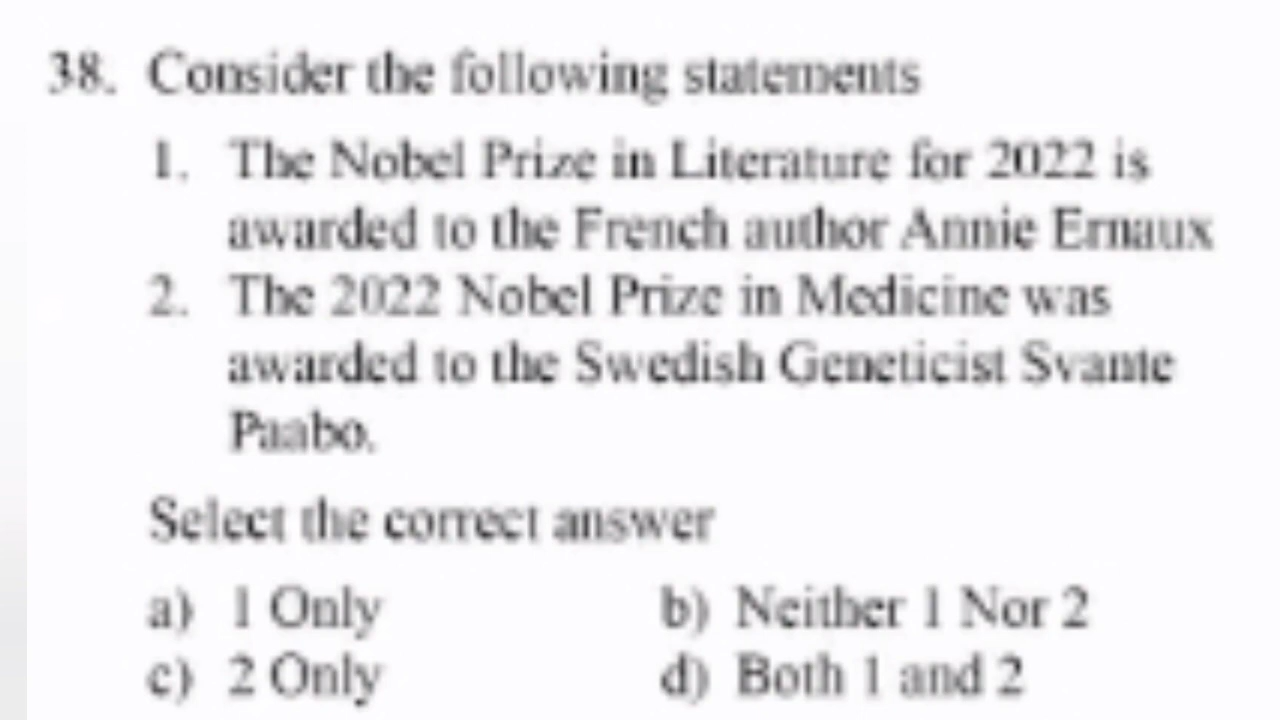 38. Consider the following statements
1. The Nobel Prize in Literature for 2022 is
awarded to the French author Annie Ernaux
2. The 2022 Nobel Prize in Medicine was
awarded to the Swedish Geneticist Svante
Paabo.
Select the correct answer
a) 1 Only b) Neither 1 Nor 2
c) 2 Only d) Both 1 and 2